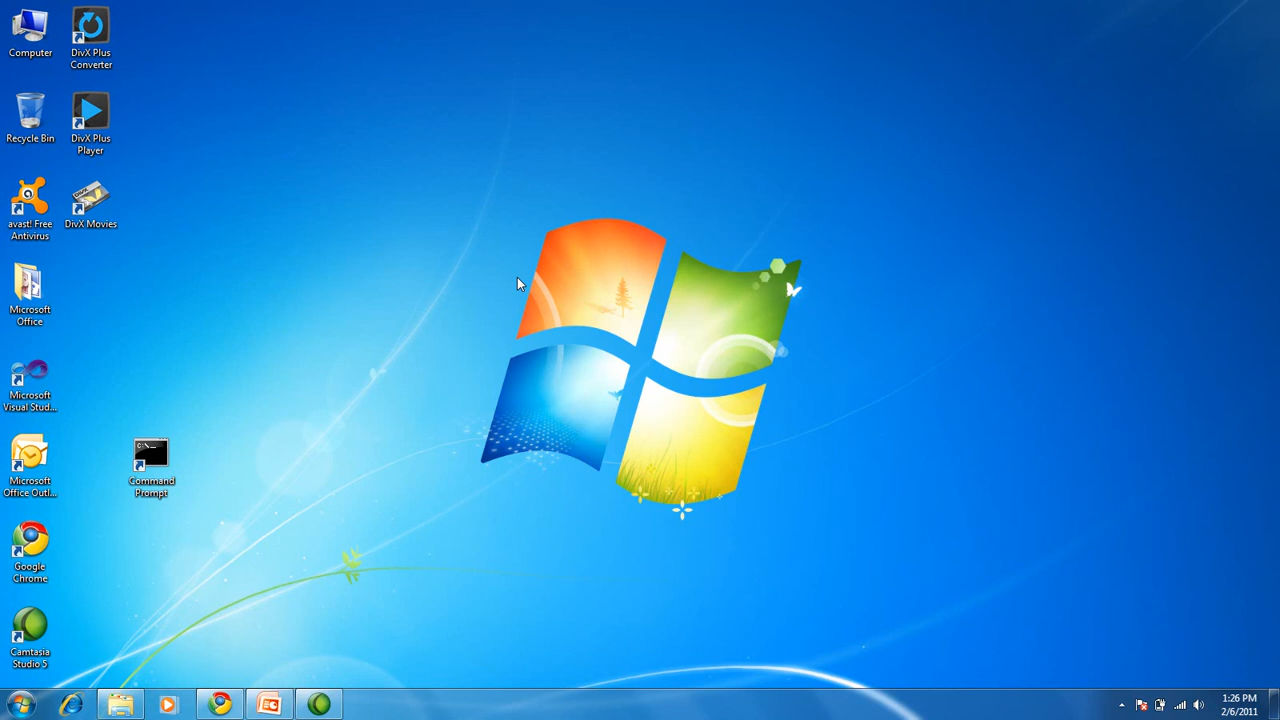 Computer
DivX Plus
Converter
Recycle Bin
DivX Plus
Player
avast! Free
Antivirus
DivX Movies
Microsoft
Office
Microsoft
Visual Stud...
Microsoft
Office Outl...
C:\._
Command
Prompt
Google
Chrome
Camtasia
Studio 5
1:26 PM
2/6/2011